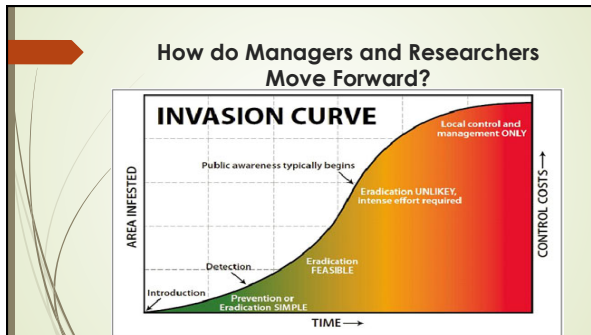 How do Managers and Researchers
Move Forward?
INVASION CURVE
Local control and
management ONLY
Public awareness typically begins
Eradication UNLIKEY,
intense effort required
AREA INFESTED
CONTROL COSTS→
Eradication
FEASIBLE
Detection
Introduction
Prevention or
Eradication SIMPLE
TIME→